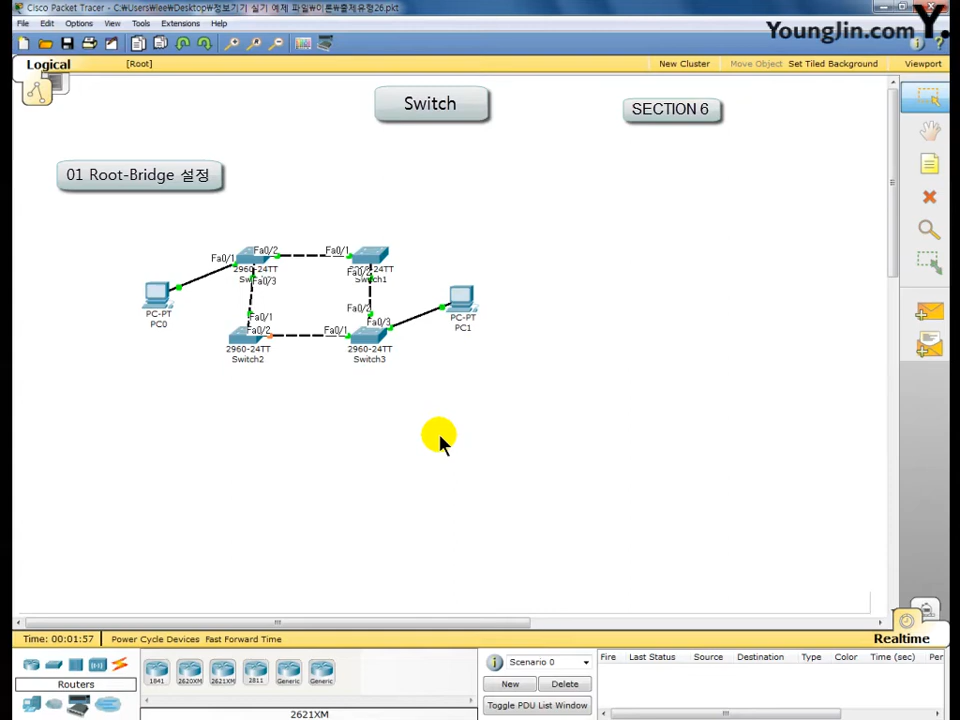 Cisco Packet Tracer - C:\Users\lee\Desktop\정보기기 실기 예제 파일\이론\출제유형26.pkt
File Edit Options View Tools Extensions Help
YoungJin.com Y.
Logical [Root] New Cluster Move Object Set Tiled Background Viewport
Switch
SECTION 6
01 Root-Bridge 설정
Fa0/1 Fa0/2 Fa0/1
2960-24TT
Fa0/3
Switch1
PC-PT
PC0
Fa0/2
Fa0/1 Fa0/3
Fa0/2 Fa0/1
PC-PT
PC1
2960-24TT
Switch2
2960-24TT
Switch3
Time: 00:01:57 Power Cycle Devices Fast Forward Time Realtime
Routers
1841 2620XM 2621XM 2811 Generic Generic
2621XM
Scenario 0
New Delete
Toggle PDU List Window
Fire Last Status Source Destination Type Color Time (sec) Per